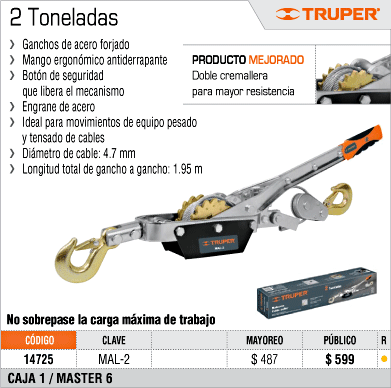 2 Toneladas
TRUPER®
Ganchos de acero forjado
Mango ergonómico antiderrapante
Botón de seguridad
que libera el mecanismo
Engrane de acero
Ideal para movimientos de equipo pesado
y tensado de cables
Diámetro de cable: 4.7 mm
Longitud total de gancho a gancho: 1.95 m
PRODUCTO MEJORADO
Doble cremallera
para mayor resistencia
TRUPER
MAL-2
TRUPER
No sobrepase la carga máxima de trabajo
CÓDIGO CLAVE MAYOREO PÚBLICO R
14725 MAL-2 $ 487 $ 599
CAJA 1 / MASTER 6